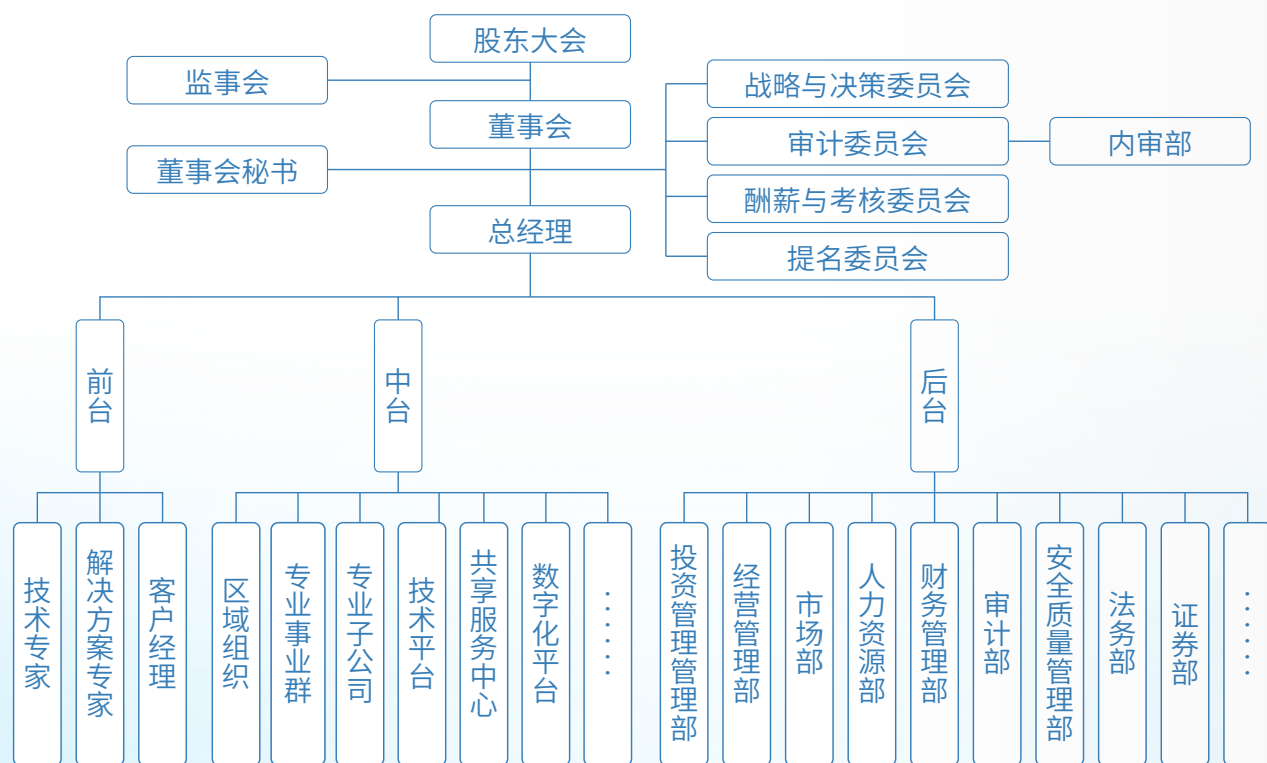 股东大会
监事会
董事会
董事会秘书
总经理
战略与决策委员会
审计委员会
内审部
酬薪与考核委员会
提名委员会
前台
中台
后台
技术专家
解决方案专家
客户经理
区域组织
专业事业群
专业子公司
技术平台
共享服务中心
数字化平台
......
投资管理管理部
经营管理部
市场部
人力资源部
财务管理部
审计部
安全质量管理部
法务部
证券部
......